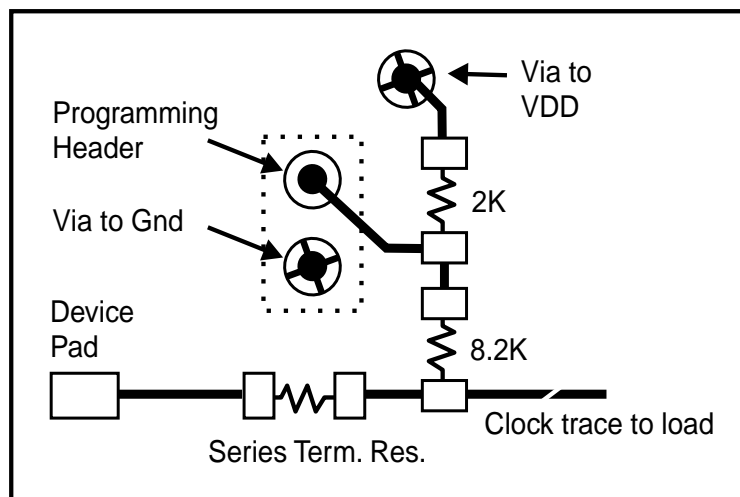 Via to
VDD
Programming
Header
2K
Via to Gnd
Device
Pad
8.2K
Clock trace to load
Series Term. Res.